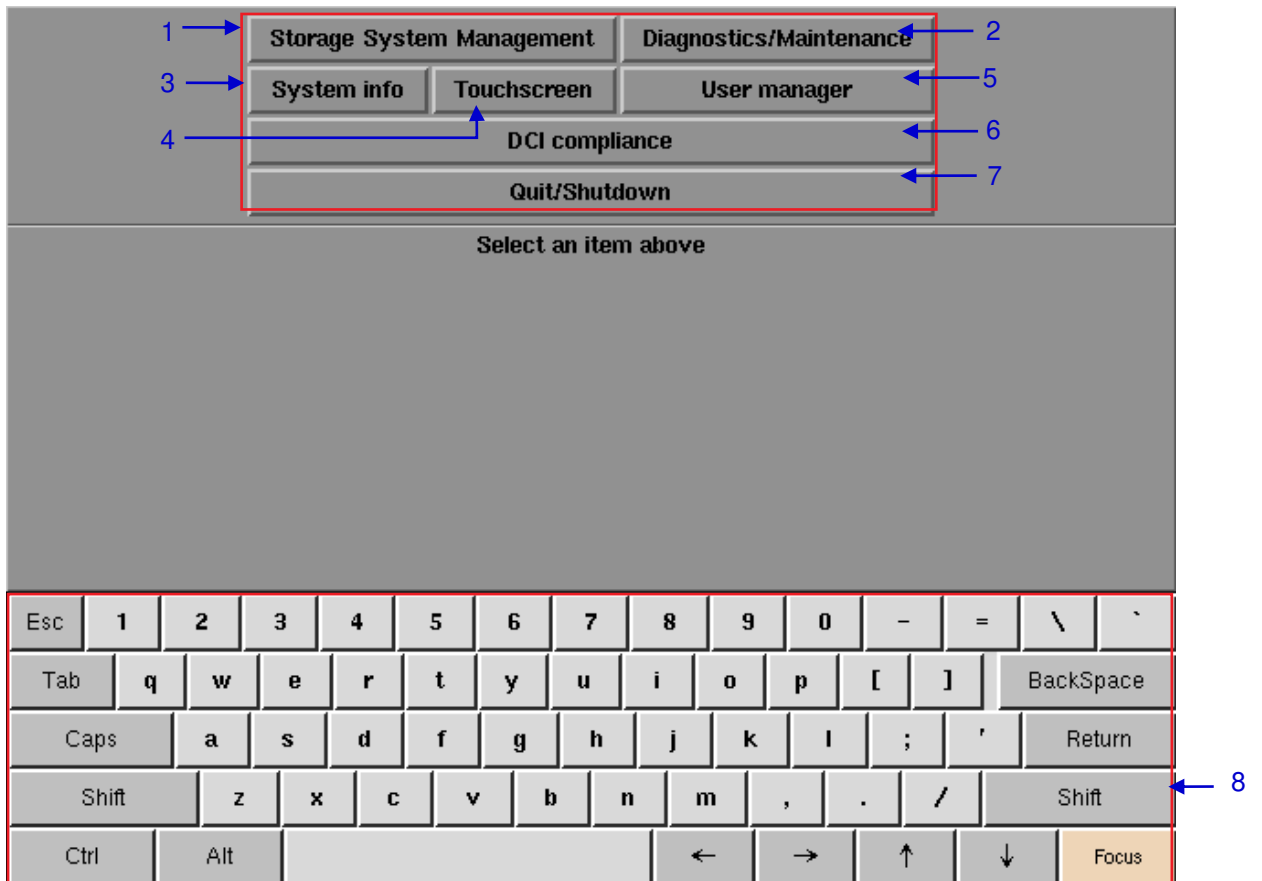 1 Storage System Management Diagnostics/Maintenance 2
3 System info Touchscreen User manager 5
4 DCI compliance 6
Quit/Shutdown 7
Select an item above
Esc 1 2 3 4 5 6 7 8 9 0 - = \ `
Tab q w e r t y u i o p [ ] BackSpace
Caps a s d f g h j k l ; ' Return
Shift z x c v b n m , . / Shift 8
Ctrl Alt ← → ↑ ↓ Focus